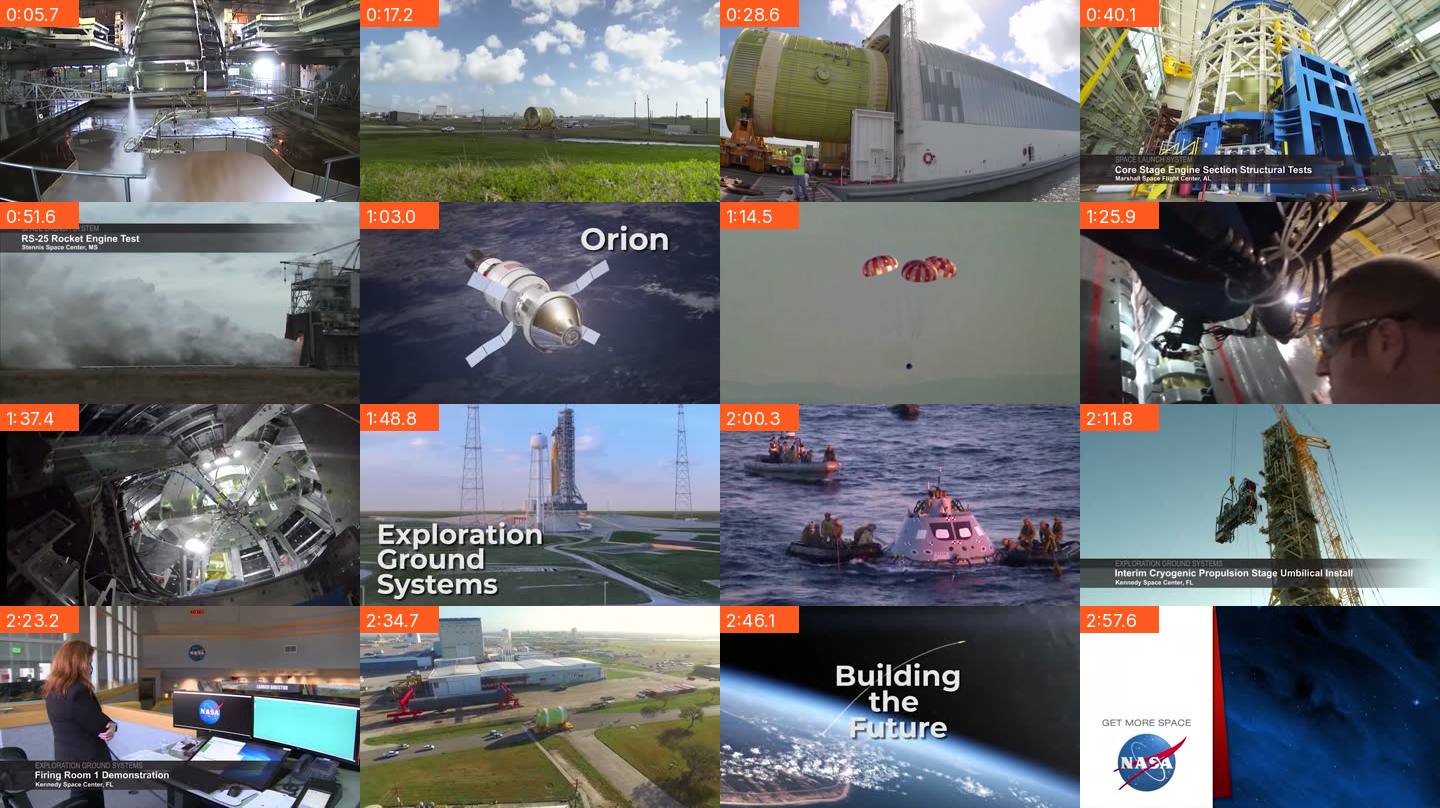 0:05.7
0:17.2
0:28.6
0:40.1
SPACE LAUNCH SYSTEM
Core Stage Engine Section Structural Tests
Marshall Space Flight Center, AL
0:51.6
SPACE LAUNCH SYSTEM
RS-25 Rocket Engine Test
Stennis Space Center, MS
1:03.0
Orion
1:14.5
1:25.9
1:37.4
1:48.8
Exploration
Ground
Systems
2:00.3
2:11.8
EXPLORATION GROUND SYSTEMS
Interim Cryogenic Propulsion Stage Umbilical Install
Kennedy Space Center, FL
2:23.2
LAUNCH DIRECTOR
NASA
EXPLORATION GROUND SYSTEMS
Firing Room 1 Demonstration
Kennedy Space Center, FL
2:34.7
2:46.1
Building
the
Future
2:57.6
GET MORE SPACE
NASA